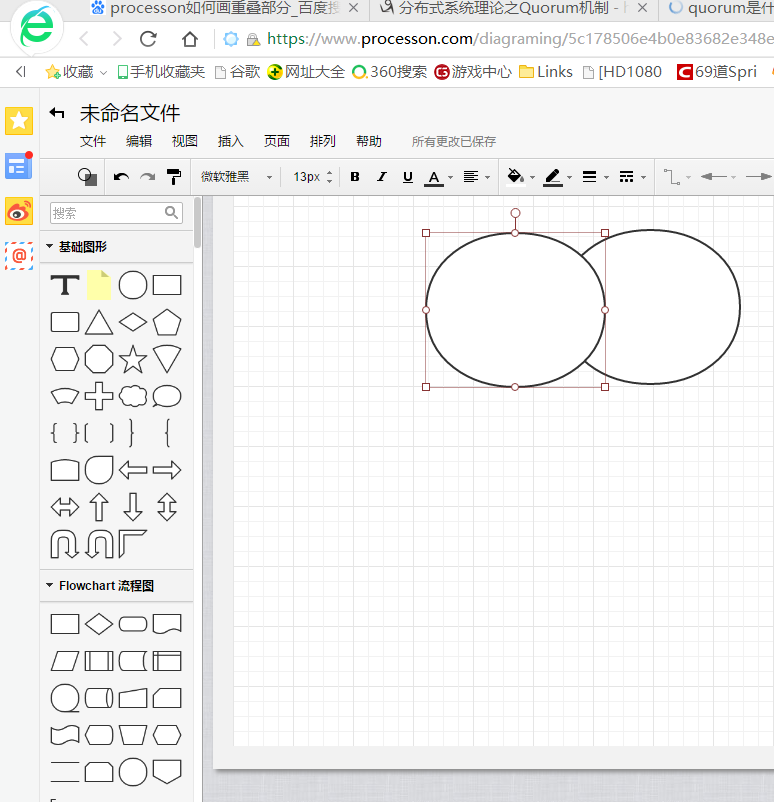 processon如何画重叠部分_百度搜
分布式系统理论之Quorum机制 -
quorum是什
https://www.processon.com/diagraming/5c178506e4b0e83682e348e
收藏 手机收藏夹 谷歌 网址大全 360搜索 游戏中心 Links [HD1080 69道Spri
未命名文件
文件 编辑 视图 插入 页面 排列 帮助 所有更改已保存
微软雅黑 13px B I U A
搜索
基础图形
Flowchart 流程图